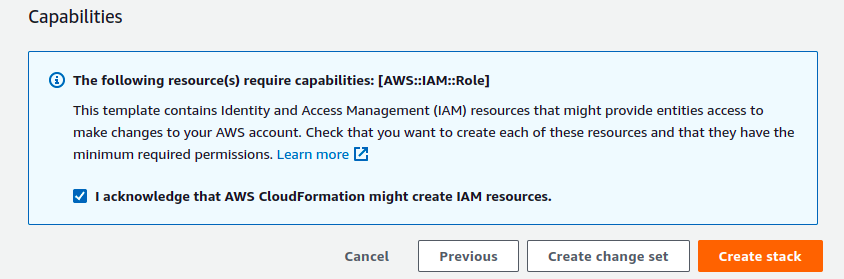 Capabilities
The following resource(s) require capabilities: [AWS::IAM::Role]
This template contains Identity and Access Management (IAM) resources that might provide entities access to
make changes to your AWS account. Check that you want to create each of these resources and that they have the
minimum required permissions. Learn more
I acknowledge that AWS CloudFormation might create IAM resources.
Cancel Previous Create change set Create stack